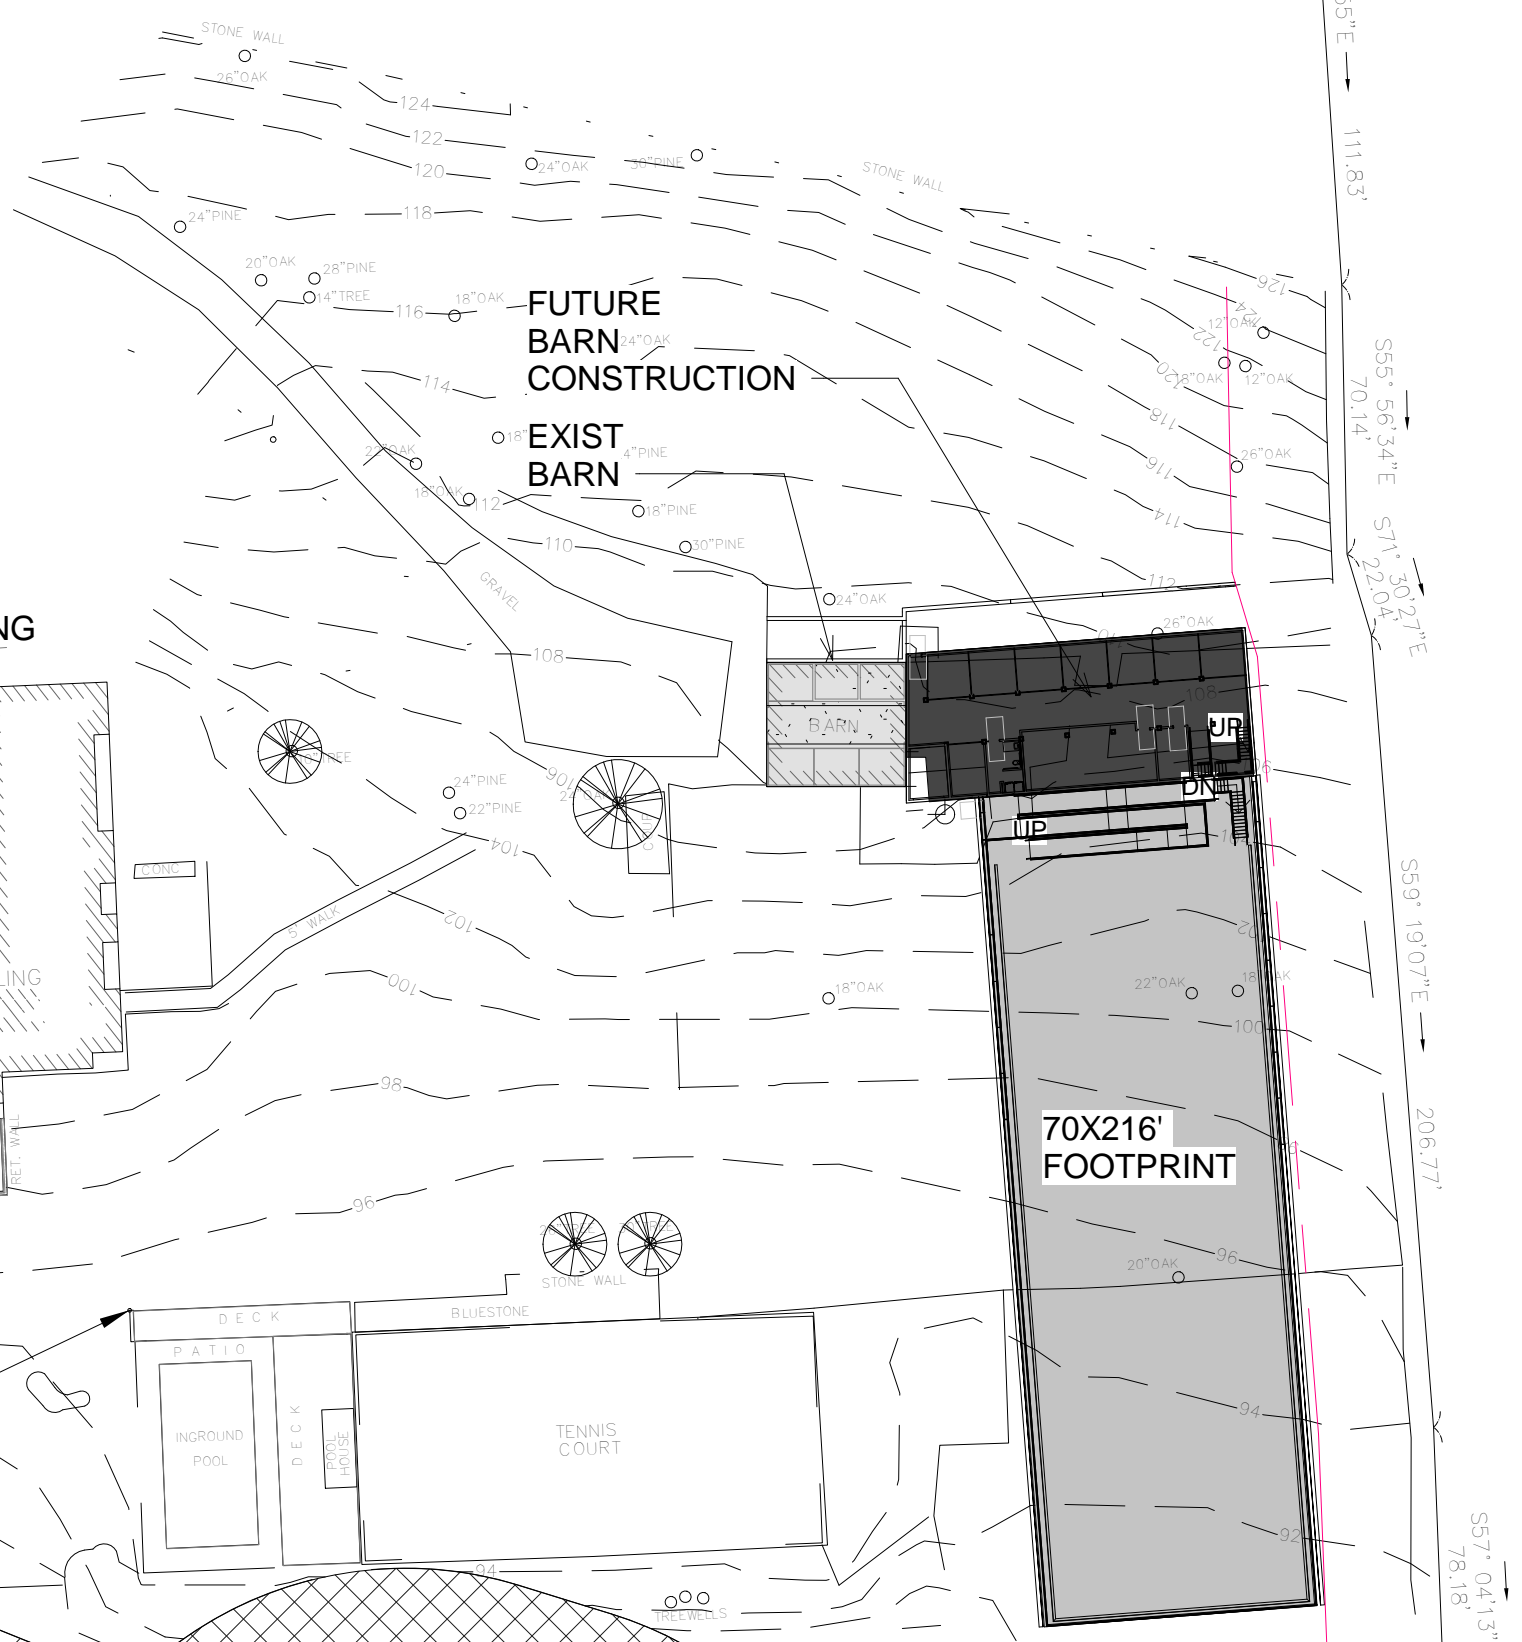 STONE WALL
26"OAK
124
122
120
118
24"OAK
30"PINE
STONE WALL
111.83'
24"PINE
20"OAK
28"PINE
14"TREE
116
18"OAK
FUTURE
BARN
CONSTRUCTION
24"OAK
126
124
122
120
118
116
114
112
12"OAK
18"OAK
12"OAK
26"OAK
S55° 56'34"E
70.14'
114
EXIST
BARN
4"PINE
22"OAK
18"OAK
112
18"PINE
110
30"PINE
GRAVEL
24"OAK
26"OAK
S71° 30'27"E
22.04'
NG
108
BARN
108
UP
DN
UP
106
24"PINE
22"PINE
104
CONC
5' WALK
102
100
LING
18"OAK
102
22"OAK
100
S59° 19'07"E
206.77'
98
RET. WALL
70X216'
FOOTPRINT
96
96
20"OAK
STONE WALL
BLUESTONE
DECK
PATIO
DECK
INGROUND
POOL
POOL
HOUSE
TENNIS
COURT
94
92
94
TREEWELLS
S57° 04'13"
78.18'